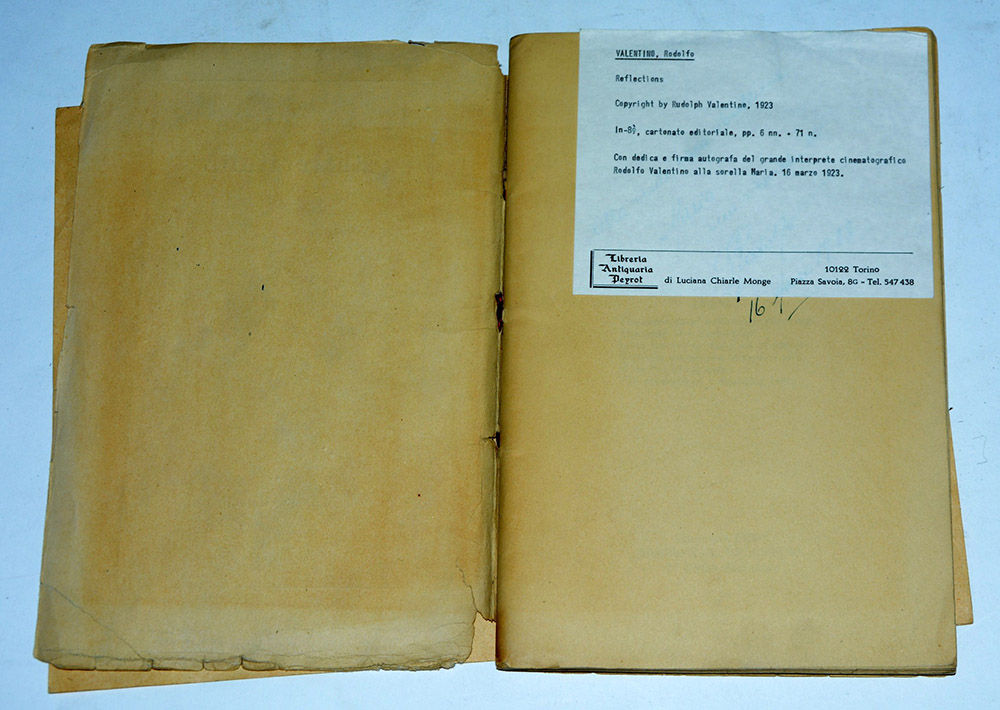 VALENTINO, Rodolfo
Reflections
Copyright by Rudolph Valentino, 1923
In-8º, cartonato editoriale, pp. 6 nn. - 71 n.
Con dedica e firma autografa del grande interprete cinematografico
Rodolfo Valentino alla sorella Maria. 16 marzo 1923.
Libreria
Antiquaria
Peyrot
di Luciana Chiarle Monge
10122 Torino
Piazza Savoia, 8G - Tel. 547 438